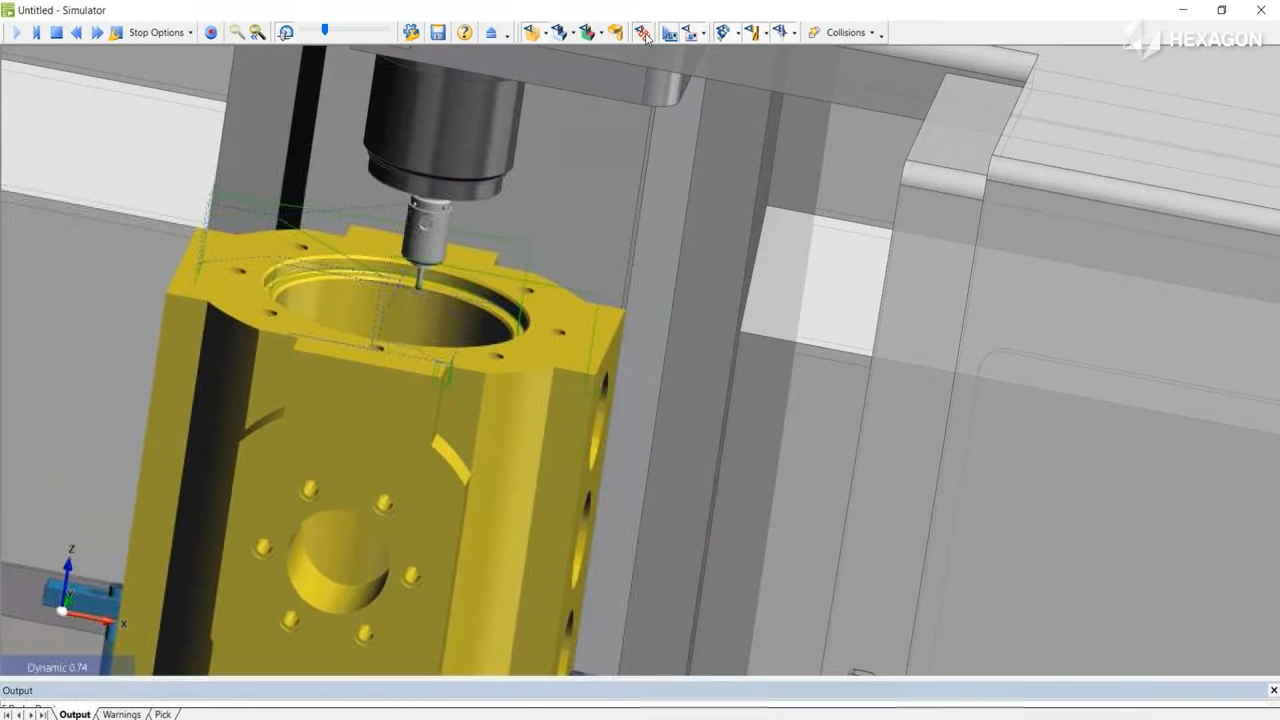 Untitled - Simulator
Stop Options
Collisions
HEXAGON
Z
X
Dynamic 0.74
Output
Output
Warnings
Pick